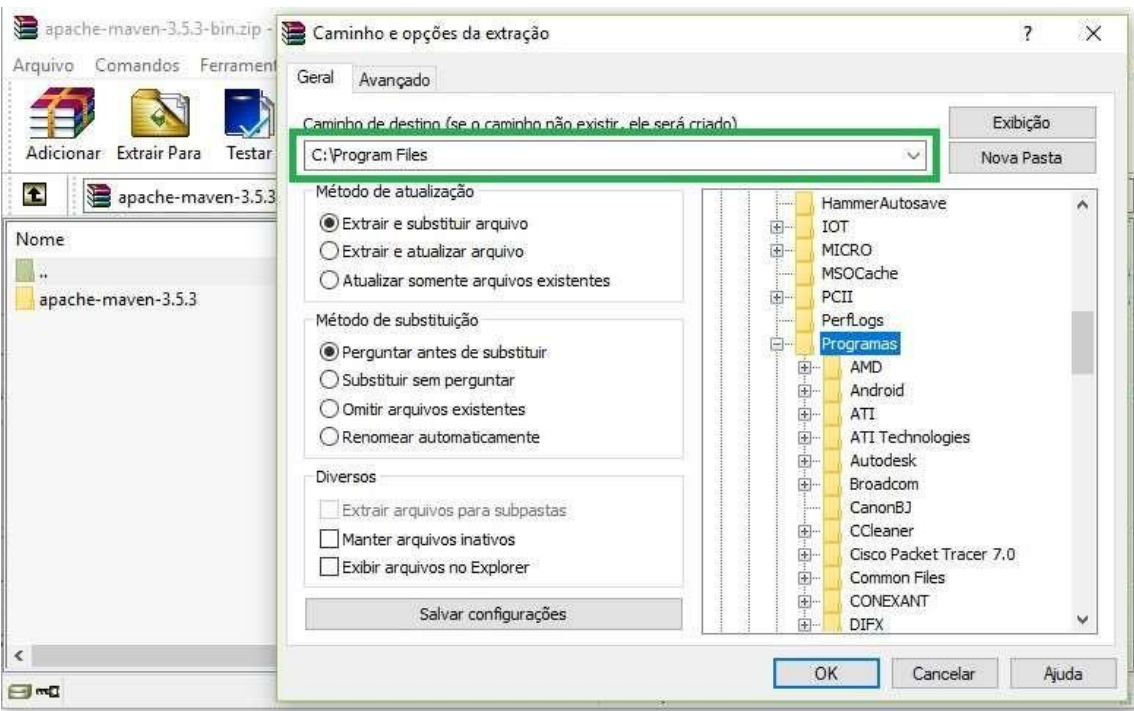 apache-maven-3.5.3-bin.zip -
Arquivo Comandos Ferrament
Adicionar Extrair Para Testar
apache-maven-3.5.3
Nome
..
apache-maven-3.5.3
Caminho e opções da extração
? X
Geral Avançado
Caminho de destino (se o caminho não existir, ele será criado)
C:\Program Files
Exibição
Nova Pasta
Método de atualização
Extrair e substituir arquivo
Extrair e atualizar arquivo
Atualizar somente arquivos existentes
Método de substituição
Perguntar antes de substituir
Substituir sem perguntar
Omitir arquivos existentes
Renomear automaticamente
Diversos
Extrair arquivos para subpastas
Manter arquivos inativos
Exibir arquivos no Explorer
Salvar configurações
HammerAutosave
IOT
MICRO
MSOCache
PCII
PerfLogs
Programas
AMD
Android
ATI
ATI Technologies
Autodesk
Broadcom
CanonBJ
CCleaner
Cisco Packet Tracer 7.0
Common Files
CONEXANT
DIFX
OK Cancelar Ajuda